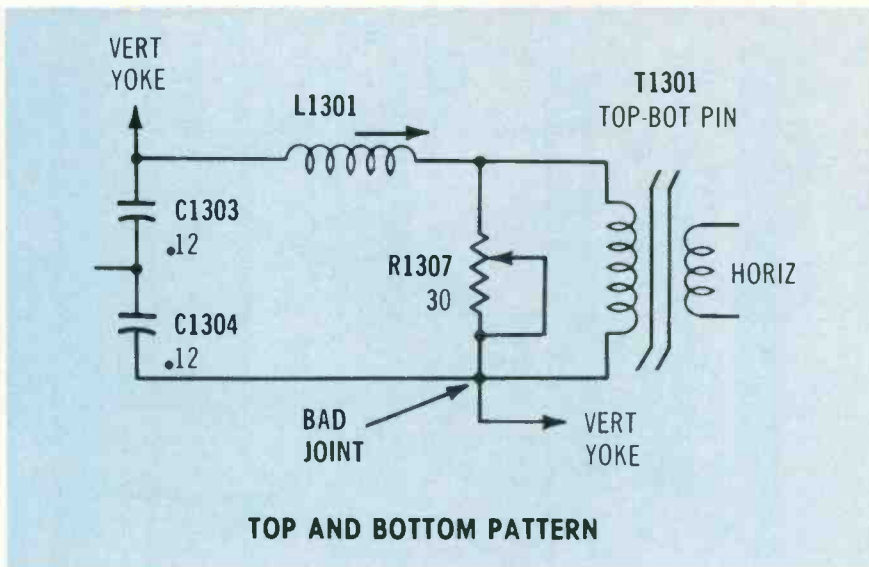 VERT
YOKE
L1301
T1301
TOP-BOT PIN
C1303
.12
R1307
30
HORIZ
C1304
.12
BAD
JOINT
VERT
YOKE
TOP AND BOTTOM PATTERN